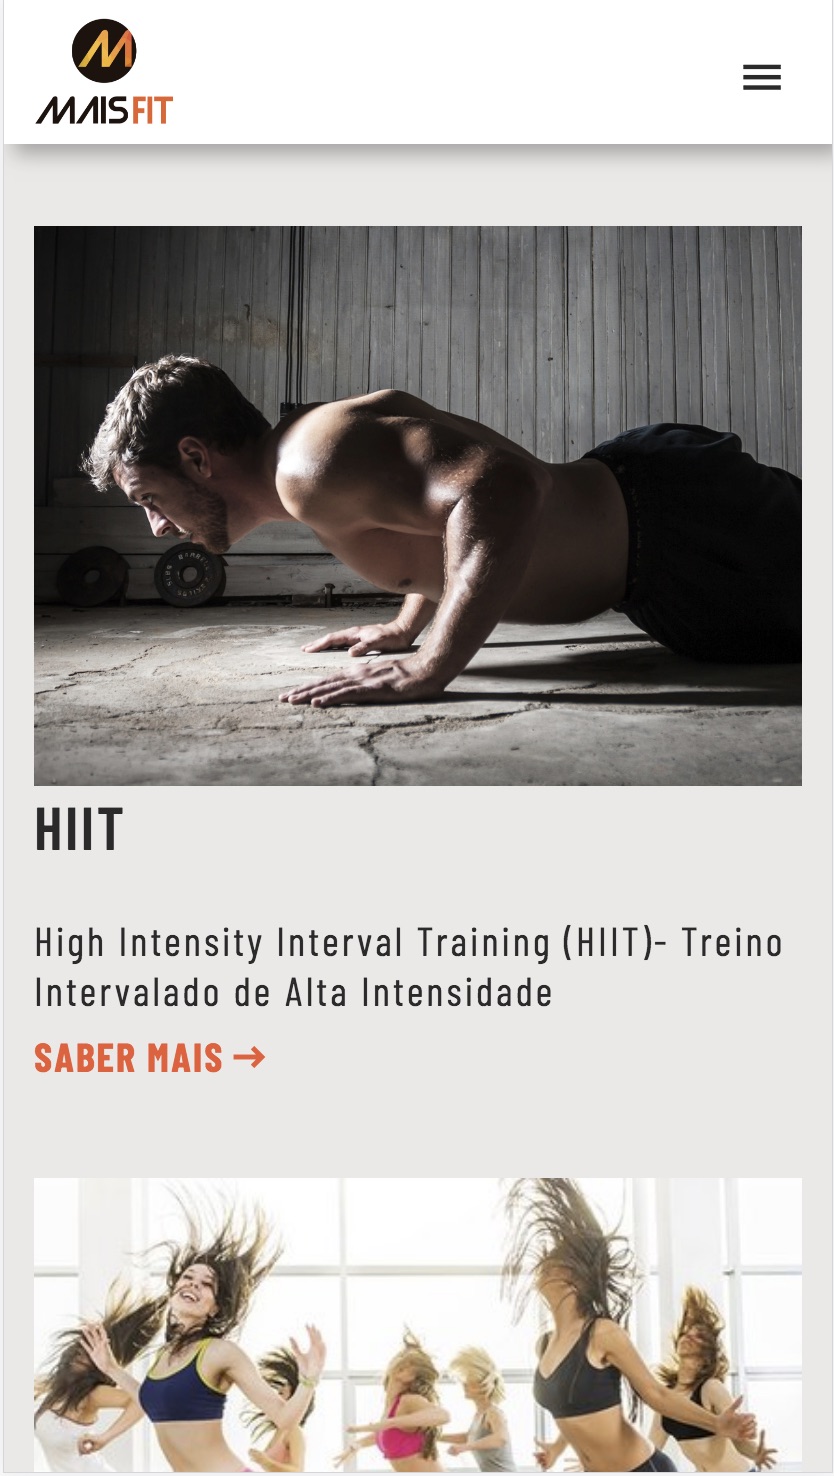 M
MAISFIT
HIIT
High Intensity Interval Training (HIIT)- Treino
Intervalado de Alta Intensidade
SABER MAIS →